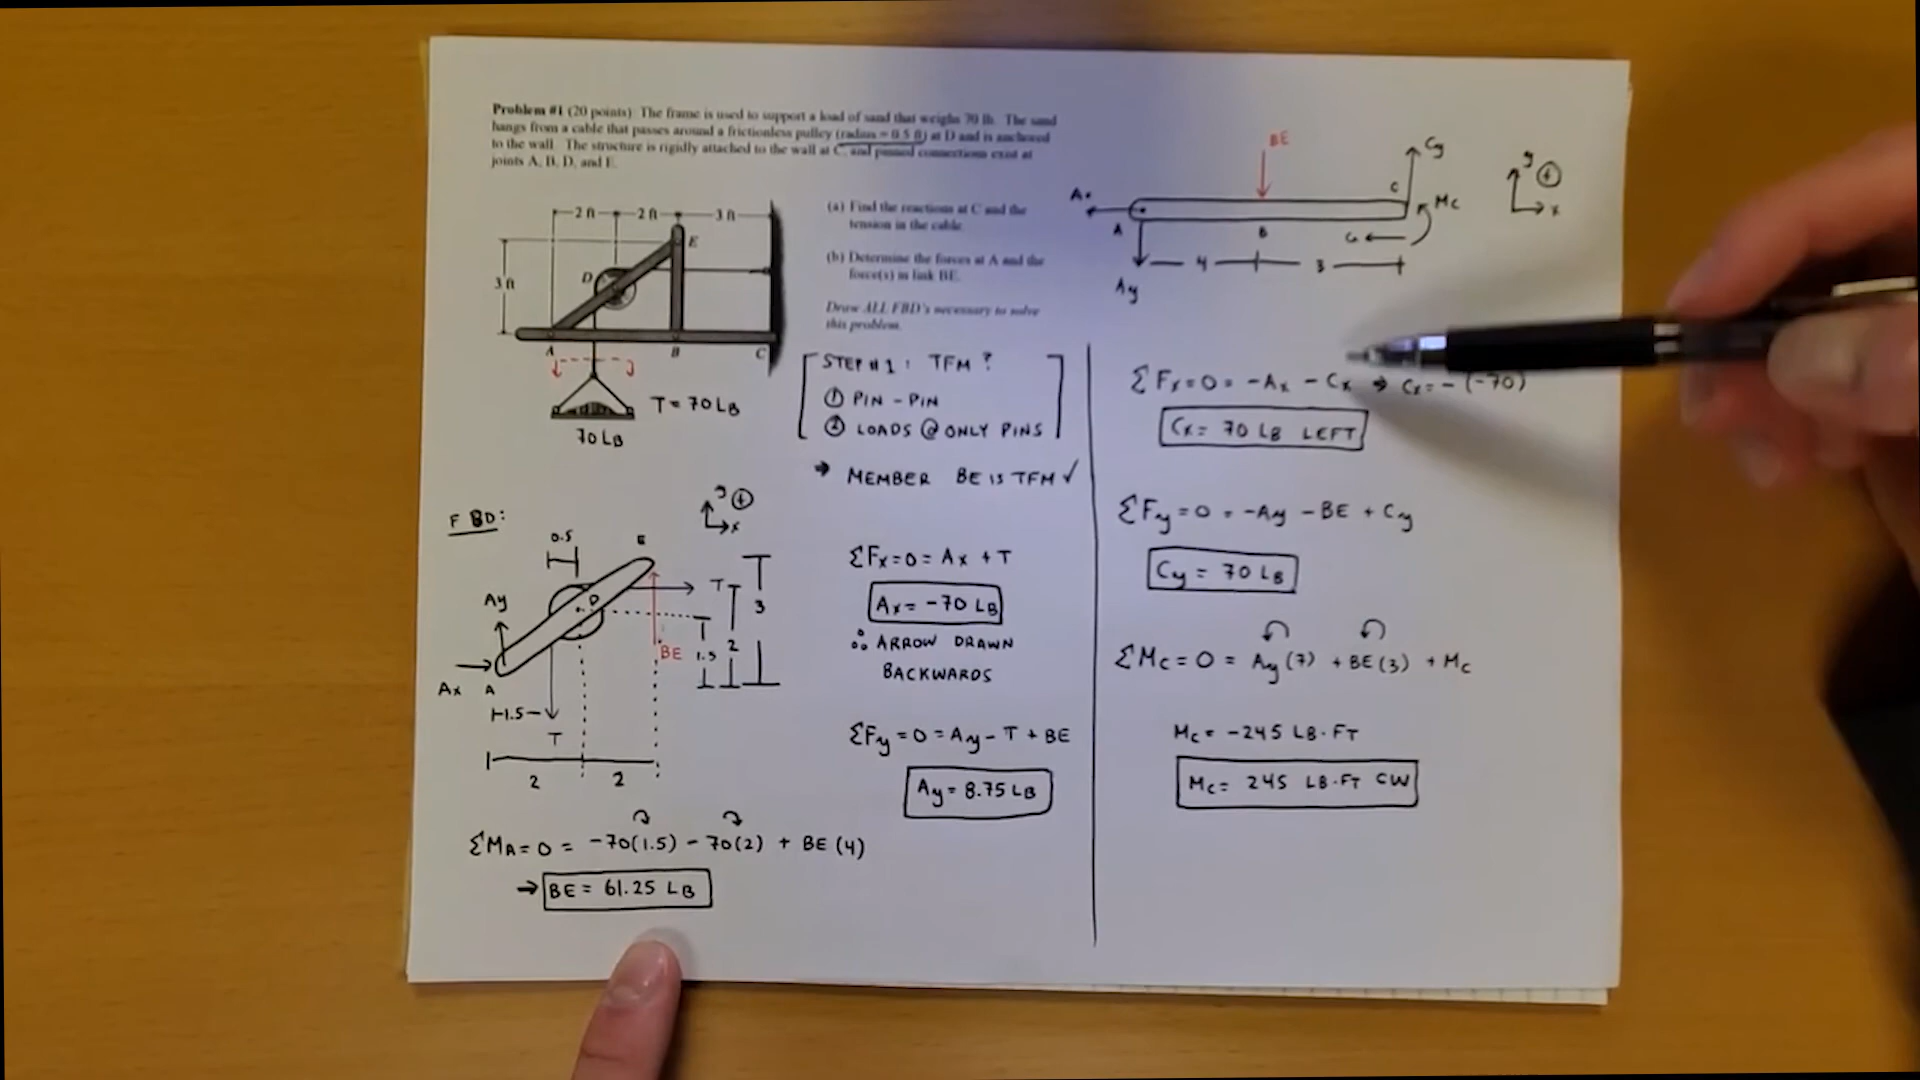 Problem #1 (20 points) The frame is used to support a load of sand that weighs 70 lb. The sand
hangs from a cable that passes around a frictionless pulley (radius = 0.5 ft) at D and is anchored
to the wall. The structure is rigidly attached to the wall at C, and pinned connections exist at
joints A, B, D, and E.
2 ft 2 ft 3 ft
3 ft
D
E
A B C
70 LB
T = 70 LB
(a) Find the reactions at C and the
tension in the cable.
(b) Determine the forces at A and the
force(s) in link BE.
Draw ALL FBD's necessary to solve
this problem.
STEP #1: TFM?
① PIN - PIN
② LOADS @ ONLY PINS
→ MEMBER BE IS TFM ✓
FBD:
y +
x
0.5
E
D
T
Ay
Ax A
BE
1.5 2 3
1.5
T
2 2
ΣMA = 0 = -70(1.5) - 70(2) + BE(4)
→ BE = 61.25 LB
ΣFx = 0 = Ax + T
Ax = -70 LB
∴ ARROW DRAWN
BACKWARDS
ΣFy = 0 = Ay - T + BE
Ay = 8.75 LB
BE
Cy
Ax
C
Mc
A B
4 3
Ay
y +
x
ΣFx = 0 = -Ax - Cx → Cx = -(-70)
Cx = 70 LB LEFT
ΣFy = 0 = -Ay - BE + Cy
Cy = 70 LB
ΣMc = 0 = Ay(7) + BE(3) + Mc
Mc = -245 LB·FT
Mc = 245 LB·FT CW